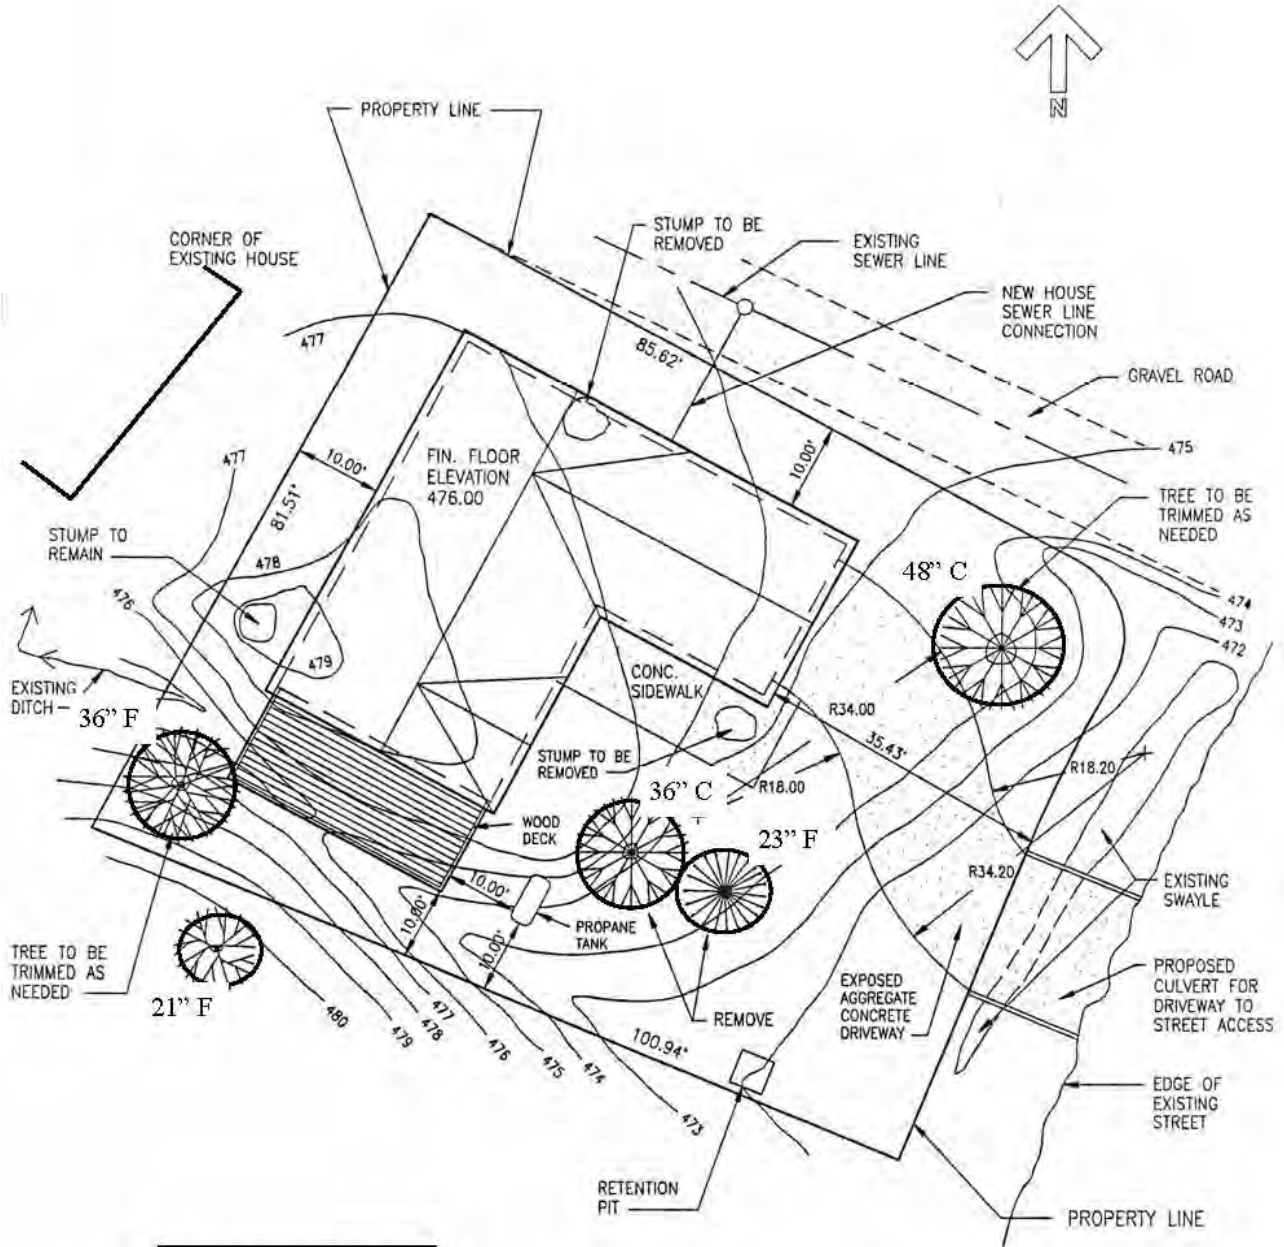 N
PROPERTY LINE
CORNER OF
EXISTING HOUSE
STUMP TO BE
REMOVED
EXISTING
SEWER LINE
NEW HOUSE
SEWER LINE
CONNECTION
477
85.62'
GRAVEL ROAD
475
477
10.00'
FIN. FLOOR
ELEVATION
476.00
10.00'
TREE TO BE
TRIMMED AS
NEEDED
81.51'
STUMP TO
REMAIN
478
48" C
476
474
473
472
479
CONC.
SIDEWALK
EXISTING
DITCH
36" F
R34.00
35.43'
STUMP TO BE
REMOVED
R18.20
R18.00
36" C
WOOD
DECK
23" F
10.00'
R34.20
EXISTING
SWAYLE
10.00'
PROPANE
TANK
10.00'
TREE TO BE
TRIMMED AS
NEEDED
21" F
EXPOSED
AGGREGATE
CONCRETE
DRIVEWAY
PROPOSED
CULVERT FOR
DRIVEWAY TO
STREET ACCESS
480
479
478
477
476
475
474
473
REMOVE
100.94'
EDGE OF
EXISTING
STREET
RETENTION
PIT
PROPERTY LINE